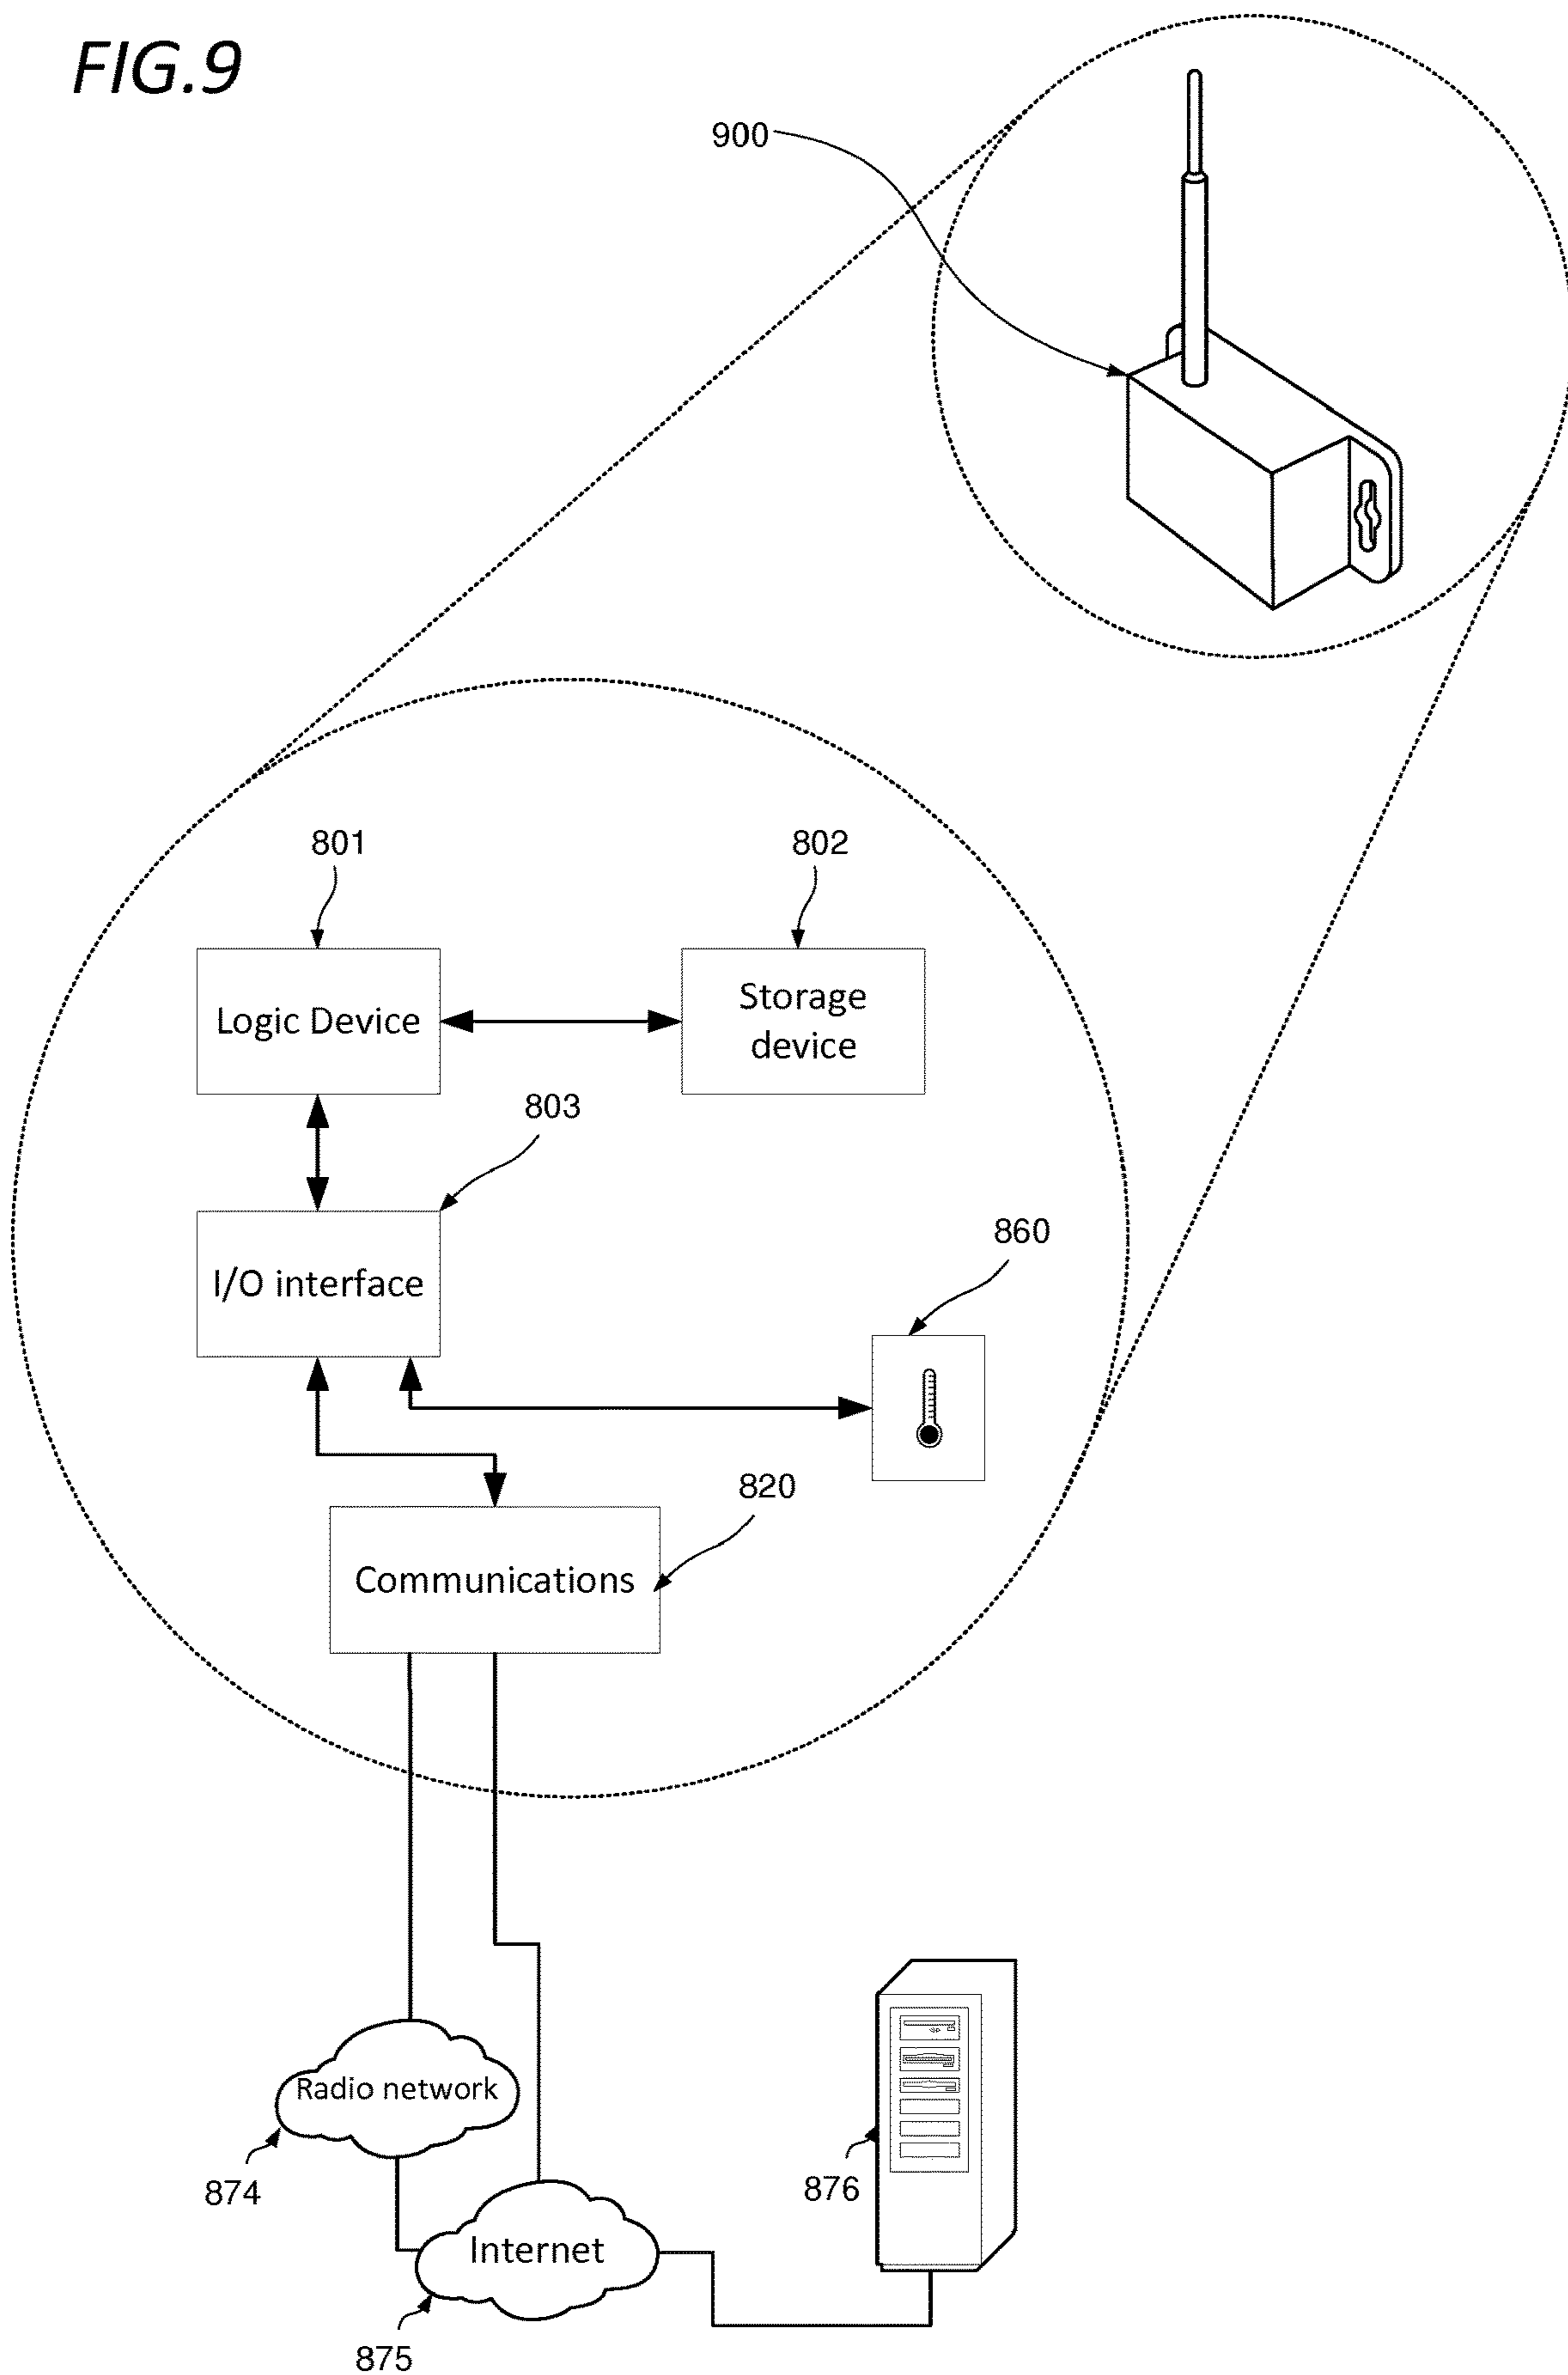 FIG.9
900
801
802
Logic Device
Storage
device
803
I/O interface
860
820
Communications
Radio network
874
876
Internet
875